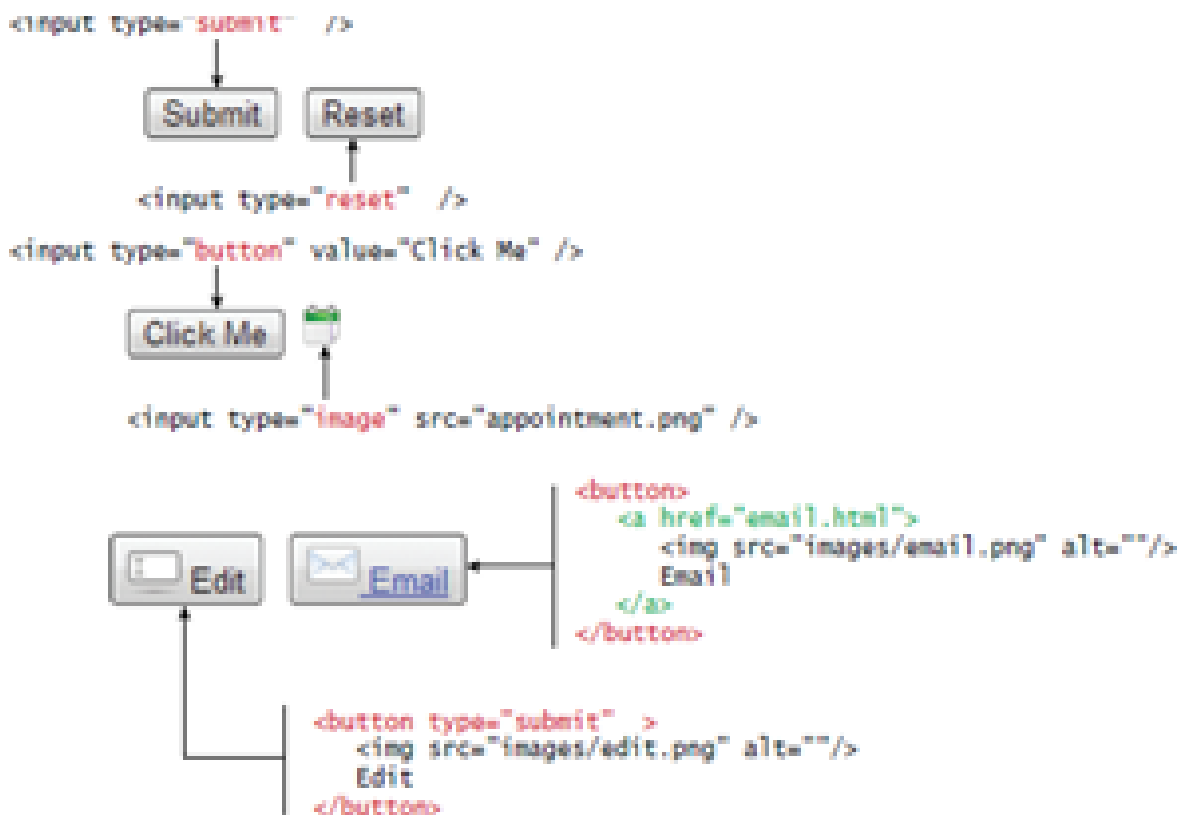 <input type="submit" />
Submit Reset
<input type="reset" />
<input type="button" value="Click Me" />
Click Me
<input type="image" src="appointment.png" />
<button>
<a href="email.html">
<img src="images/email.png" alt=""/>
Email
</a>
</button>
Edit Email
<button type="submit" >
<img src="images/edit.png" alt=""/>
Edit
</button>